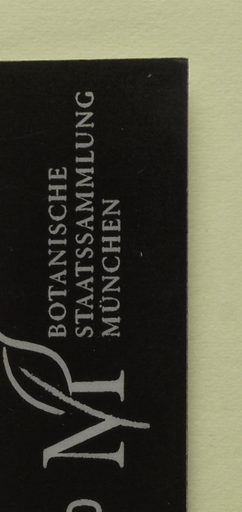 BOTANISCHE
STAATSSAMMLUNG
MÜNCHEN
M